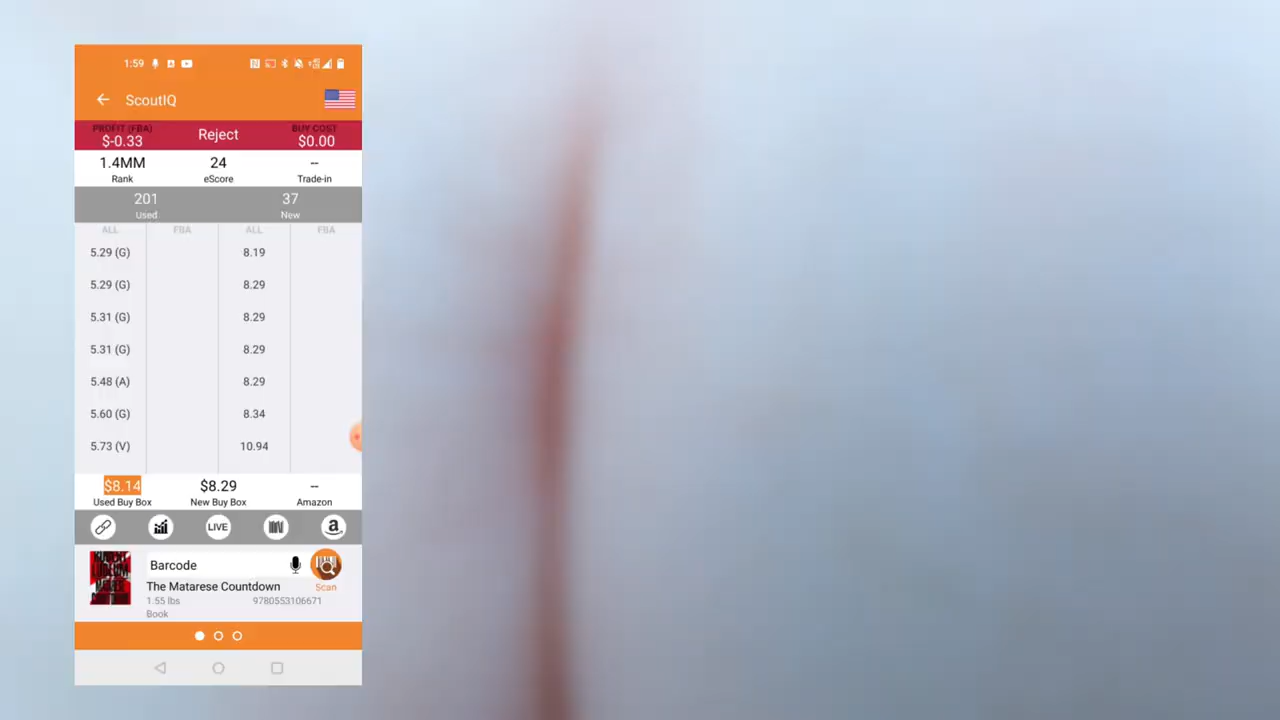 1:59
ScoutIQ
PROFIT (FBA) Reject BUY COST
$-0.33 $0.00
1.4MM 24 --
Rank eScore Trade-in
201 37
Used New
ALL FBA ALL FBA
5.29 (G) 8.19
5.29 (G) 8.29
5.31 (G) 8.29
5.31 (G) 8.29
5.48 (A) 8.29
5.60 (G) 8.34
5.73 (V) 10.94
$8.14 $8.29 --
Used Buy Box New Buy Box Amazon
LIVE a
Barcode
Scan
The Matarese Countdown
1.55 lbs 9780553106671
Book